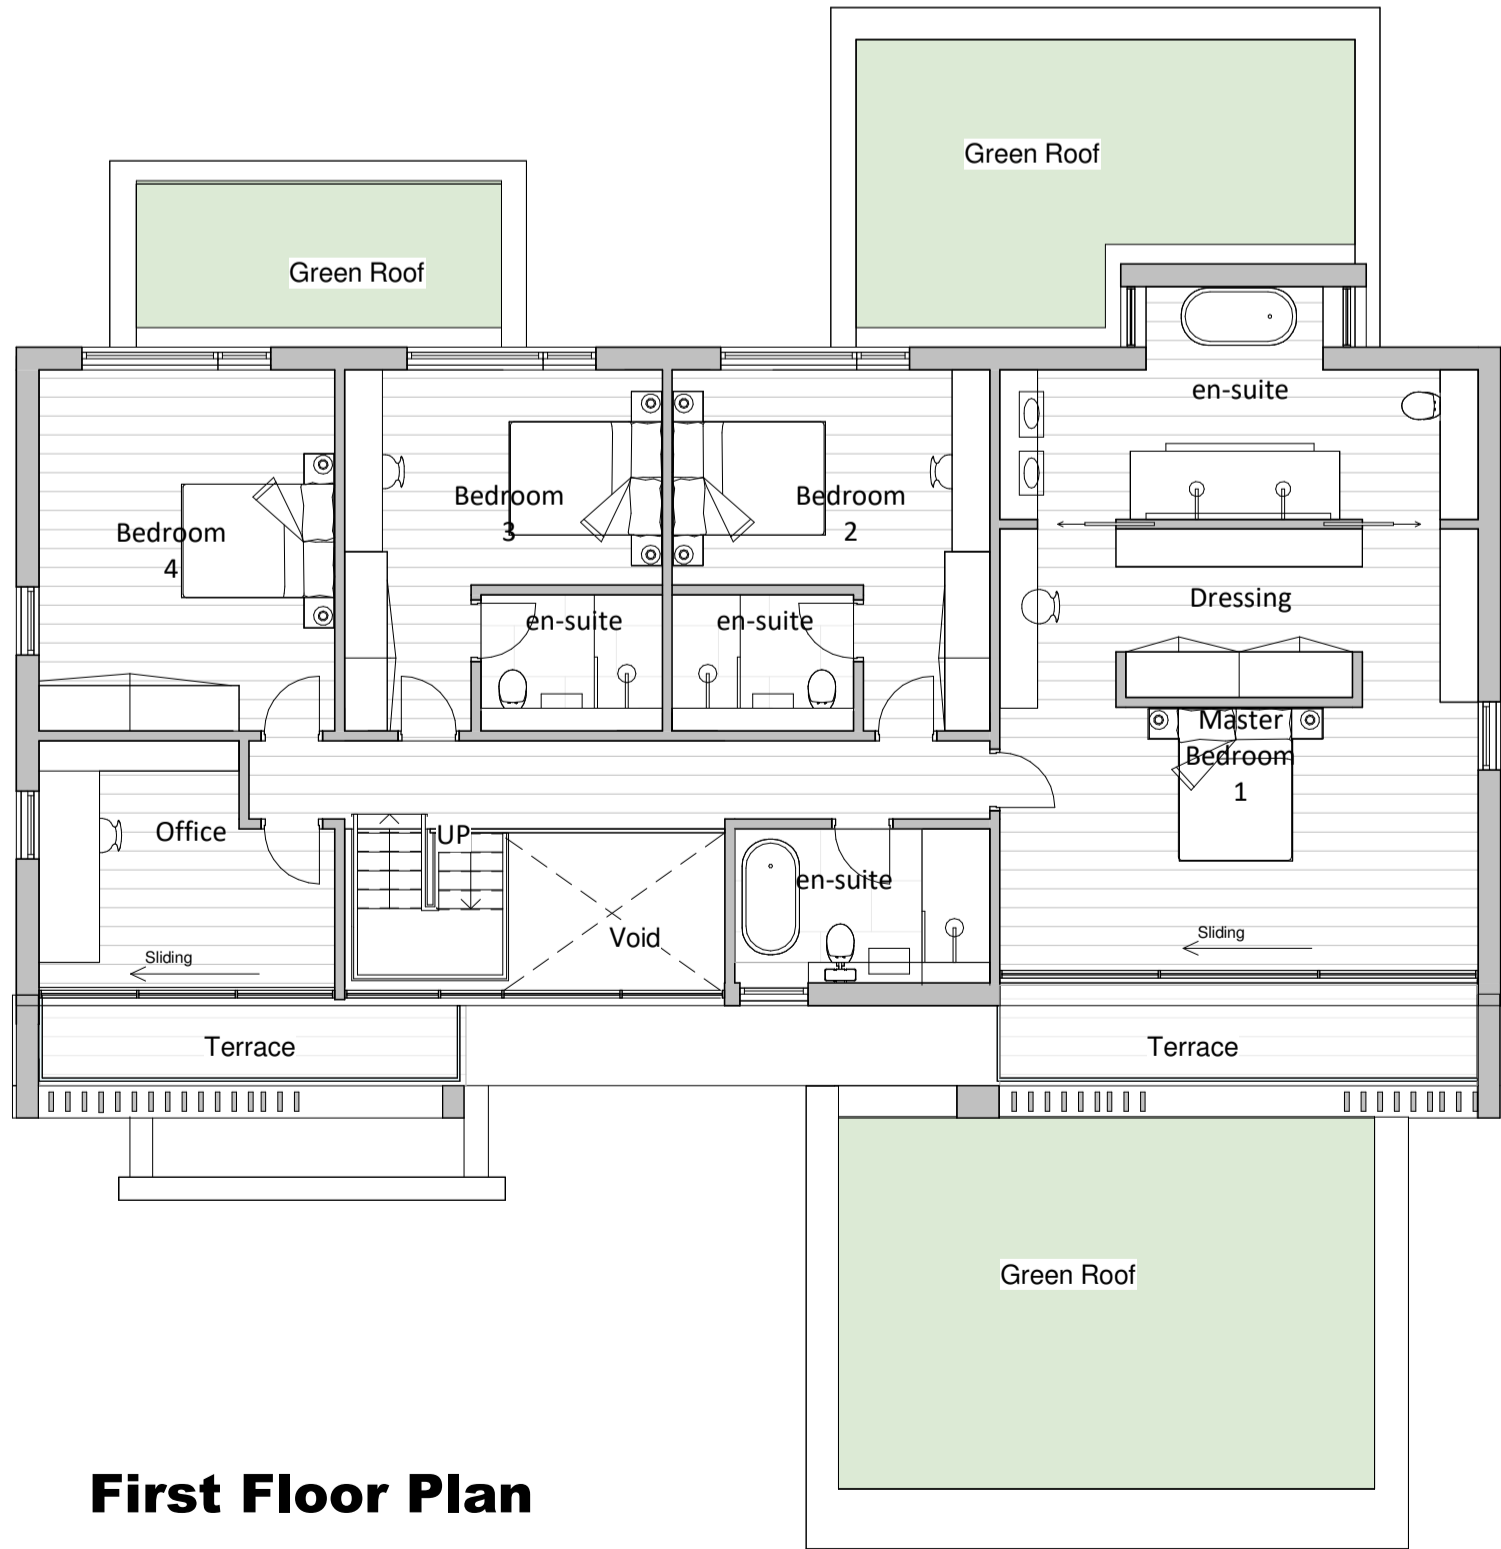 Green Roof
Green Roof
en-suite
Bedroom
4
Bedroom
3
Bedroom
2
en-suite
en-suite
Dressing
Master
Bedroom
1
Office
UP
en-suite
Void
Sliding
Sliding
Terrace
Terrace
Green Roof
First Floor Plan